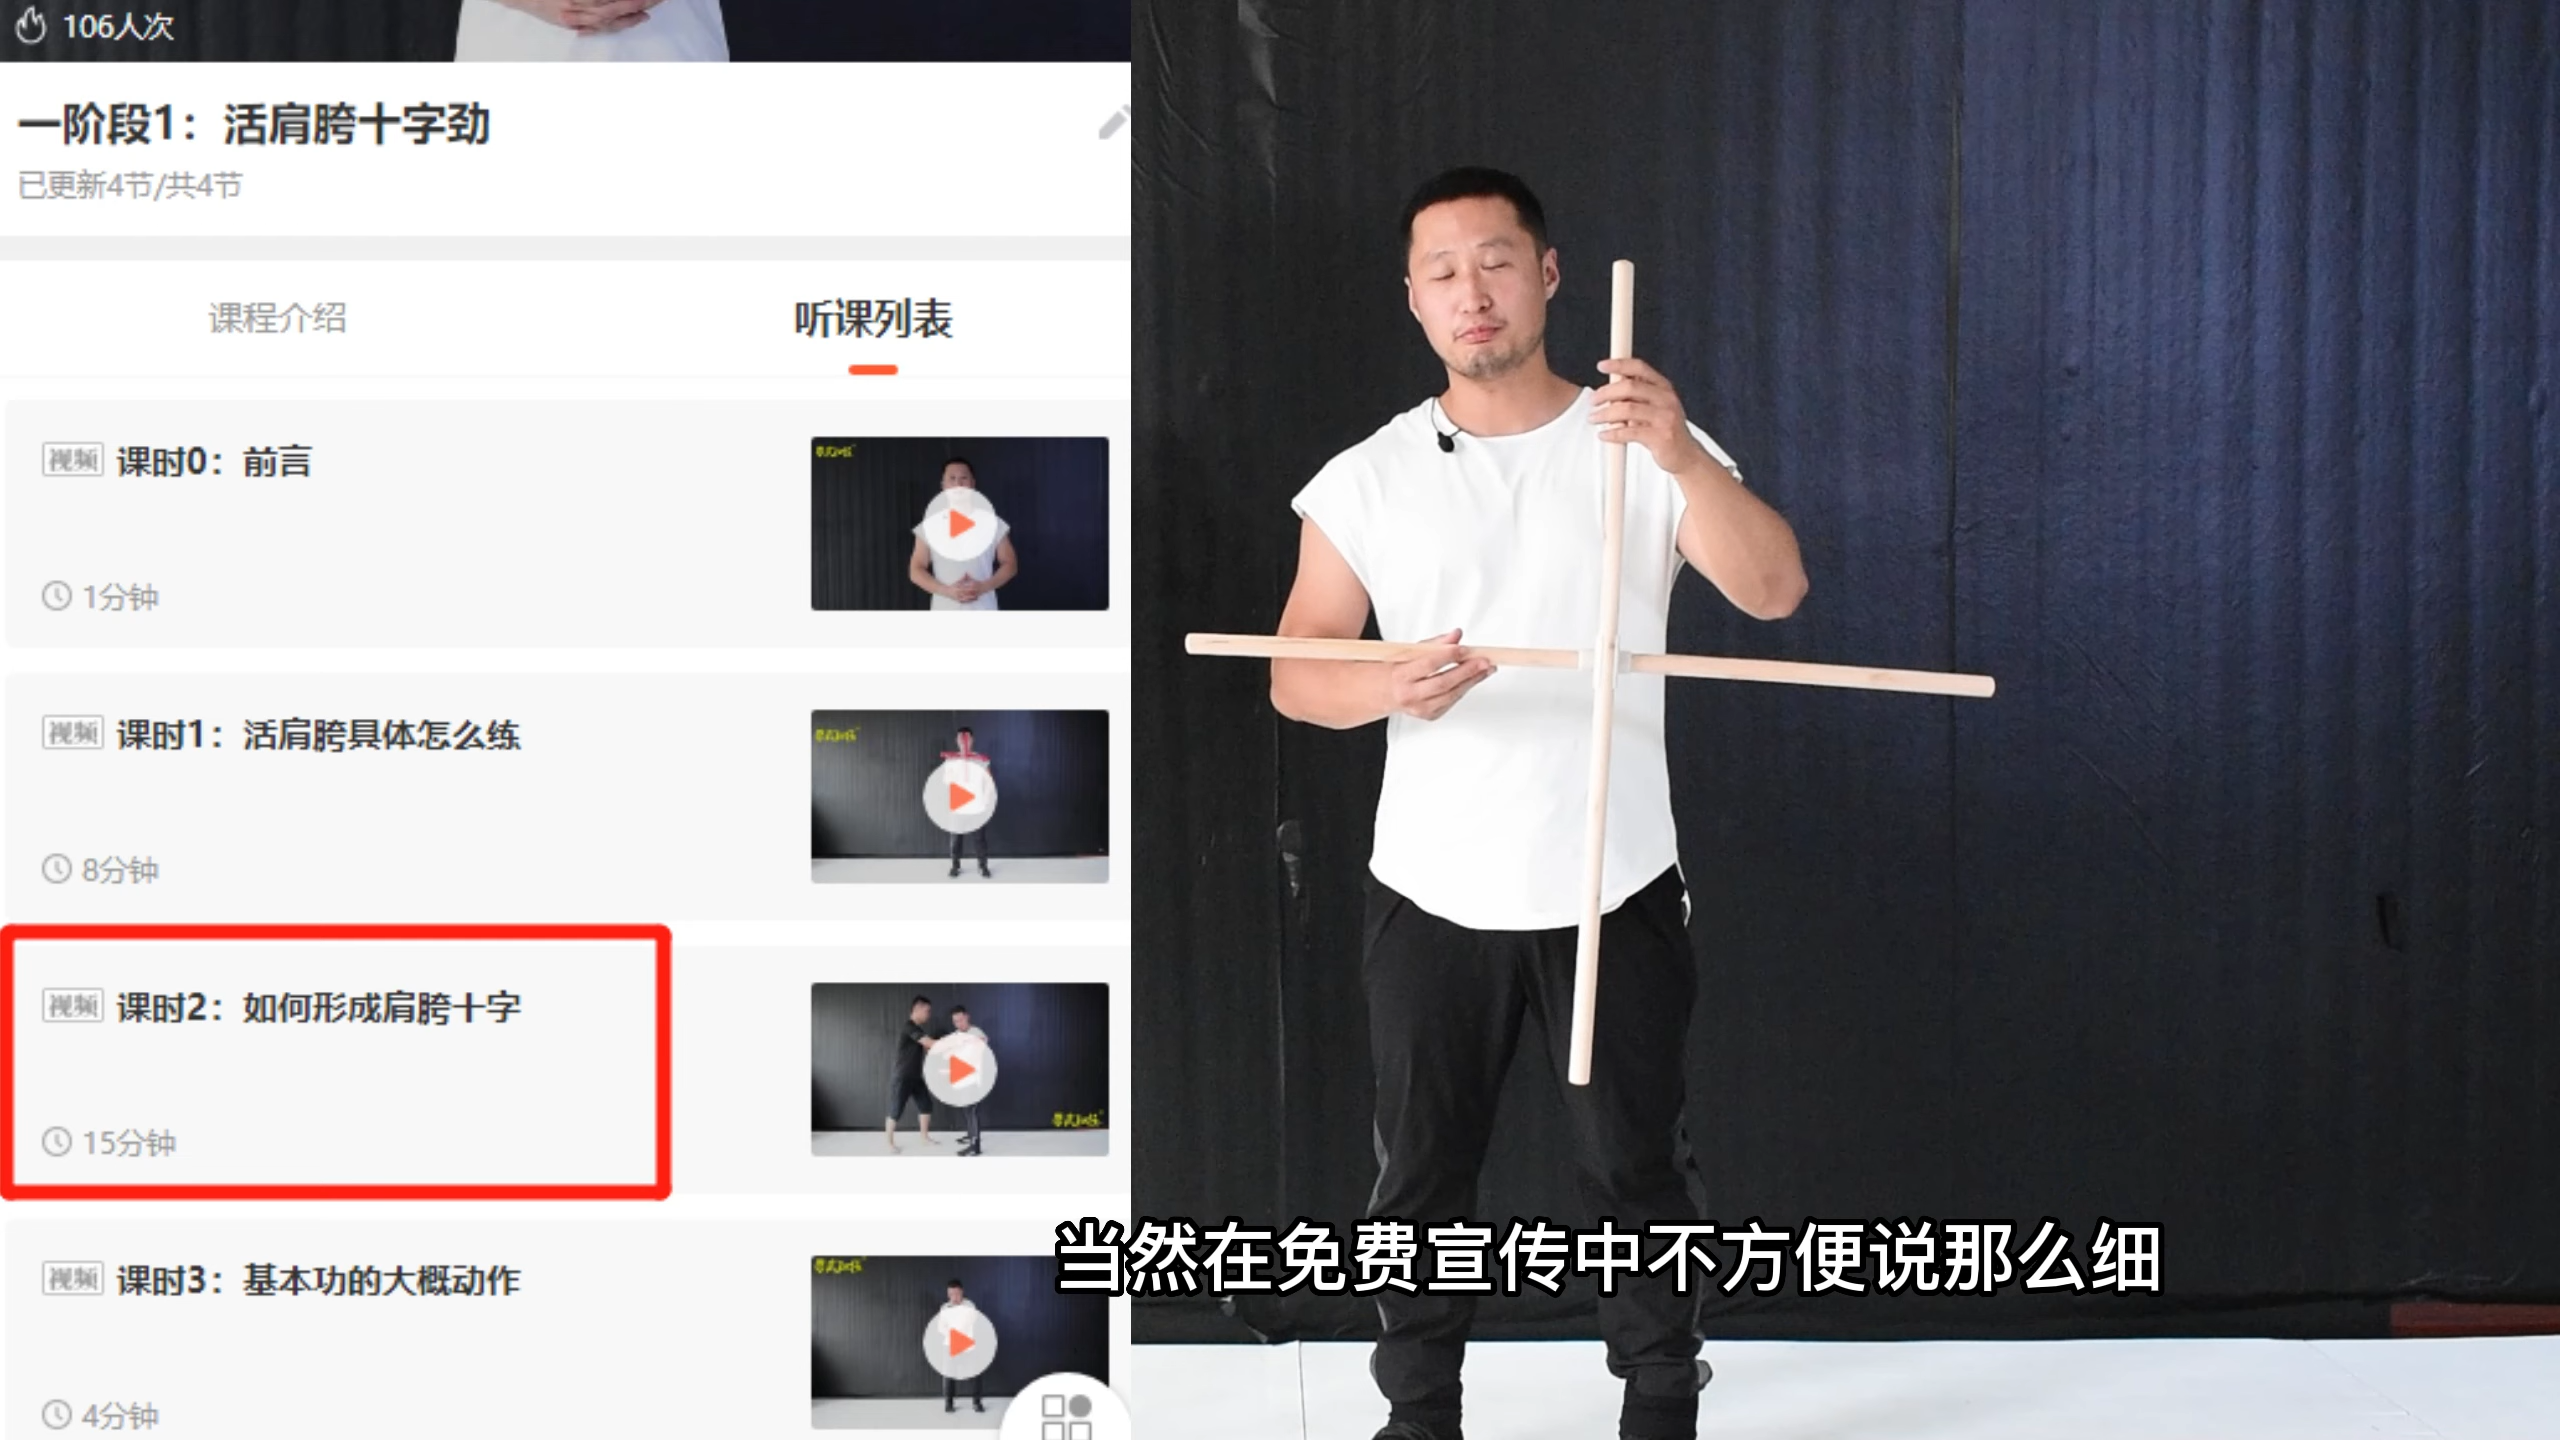 106人次
一阶段1：活肩胯十字劲
已更新4节/共4节
课程介绍
听课列表
视频 课时0：前言
1分钟
视频 课时1：活肩胯具体怎么练
8分钟
视频 课时2：如何形成肩胯十字
15分钟
视频 课时3：基本功的大概动作
4分钟
当然在免费宣传中不方便说那么细